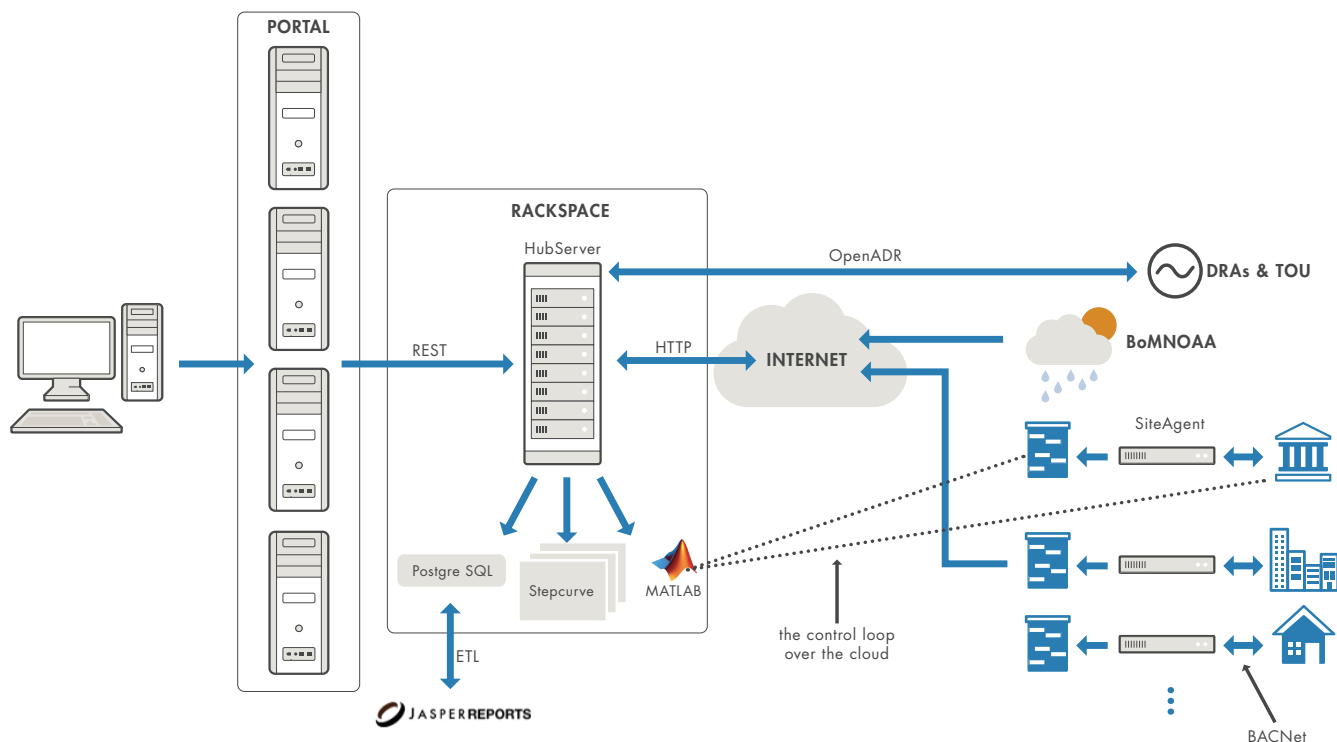 PORTAL
RACKSPACE
HubServer
OpenADR
DRAs & TOU
BoMNOAA
REST
HTTP
INTERNET
SiteAgent
Postgre SQL
Stepcurve
MATLAB
the control loop
over the cloud
ETL
JASPERREPORTS
BACNet